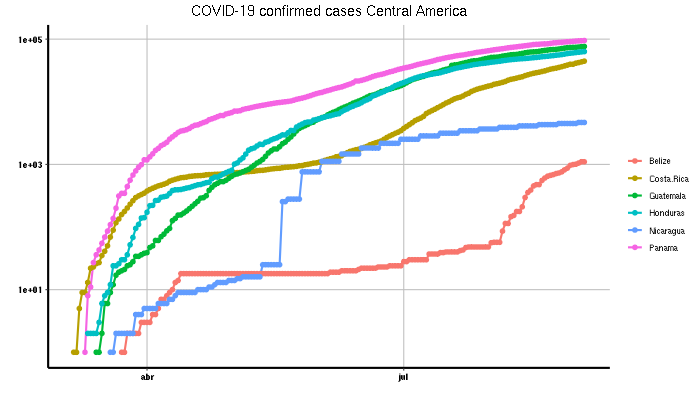 COVID-19 confirmed cases Central America
1e+05
1e+03
1e+01
abr
jul
Belize
Costa.Rica
Guatemala
Honduras
Nicaragua
Panama